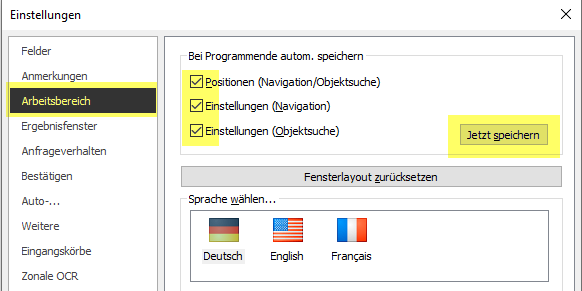 Einstellungen
Felder
Anmerkungen
Arbeitsbereich
Ergebnisfenster
Anfrageverhalten
Bestätigen
Auto-...
Weitere
Eingangskörbe
Zonale OCR
Bei Programmende autom. speichern
Positionen (Navigation/Objektsuche)
Einstellungen (Navigation)
Einstellungen (Objektsuche)
Jetzt speichern
Fensterlayout zurücksetzen
Sprache wählen...
Deutsch English Français